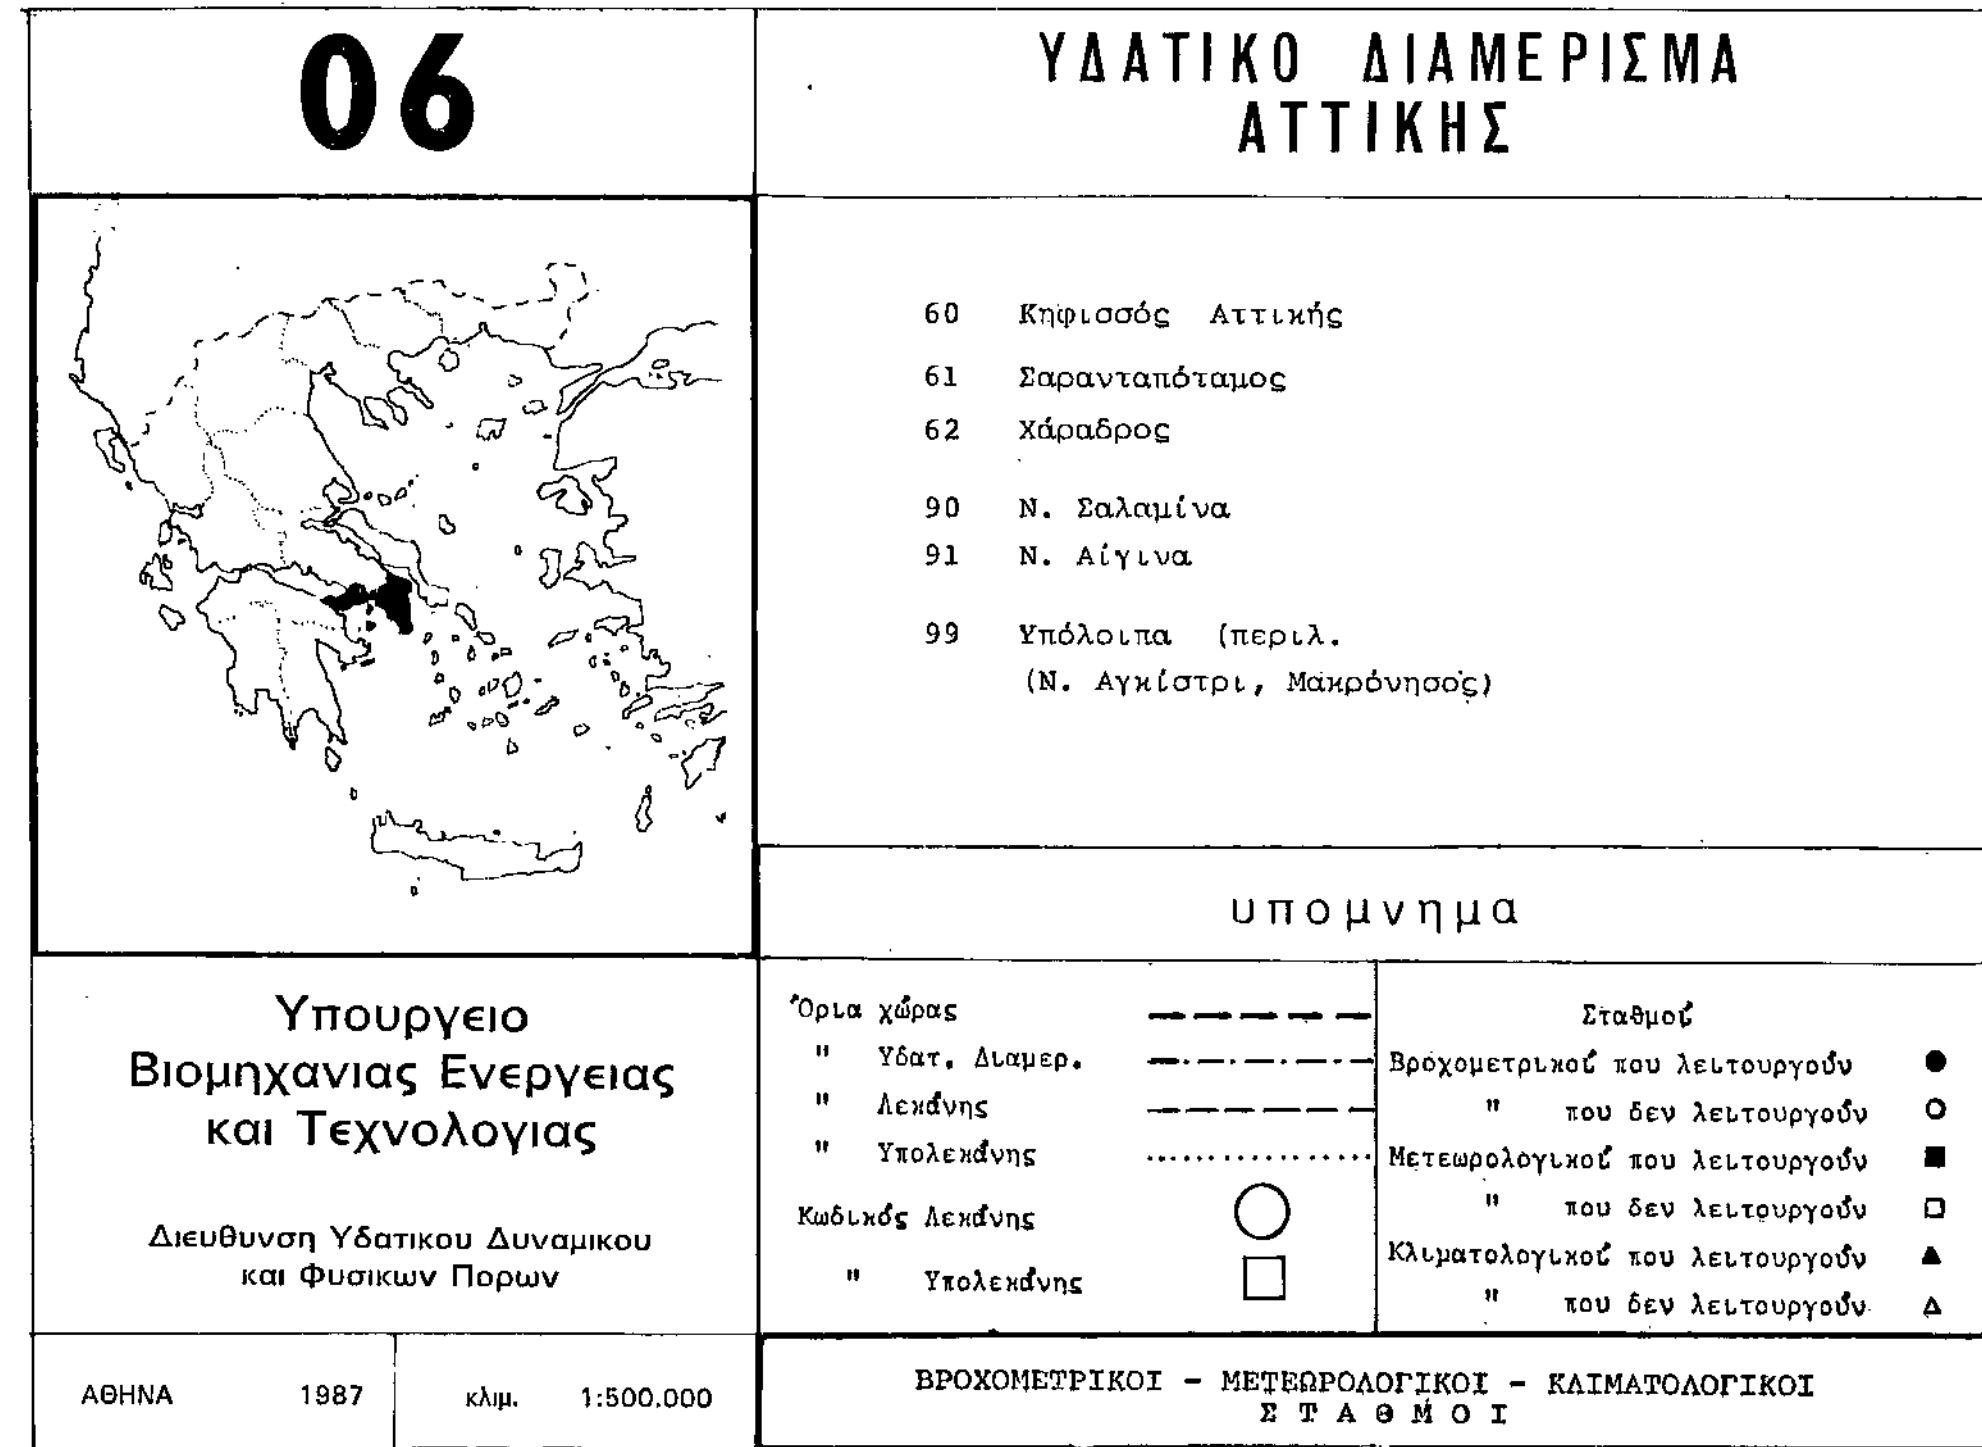 06
ΥΔΑΤΙΚΟ ΔΙΑΜΕΡΙΣΜΑ
ΑΤΤΙΚΗΣ
60 Κηφισσός Αττικής
61 Σαρανταπόταμος
62 Χάραδρος
90 Ν. Σαλαμίνα
91 Ν. Αίγινα
99 Υπόλοιπα (περιλ.
(Ν. Αγκίστρι, Μακρόνησος)
υπομνημα
Υπουργειο
Βιομηχανιας Ενεργειας
και Τεχνολογιας
Διευθυνση Υδατικου Δυναμικου
και Φυσικων Πορων
Όρια χώρας
" Υδατ. Διαμερ.
" Λεκάνης
" Υπολεκάνης
Κωδικός Λεκάνης
" Υπολεκάνης
Σταθμοί
Βροχομετρικοί που λειτουργούν
" που δεν λειτουργούν
Μετεωρολογικοί που λειτουργούν
" που δεν λειτουργούν
Κλιματολογικοί που λειτουργούν
" που δεν λειτουργούν
ΑΘΗΝΑ 1987 κλιμ. 1:500.000
ΒΡΟΧΟΜΕΤΡΙΚΟΙ - ΜΕΤΕΩΡΟΛΟΓΙΚΟΙ - ΚΛΙΜΑΤΟΛΟΓΙΚΟΙ
Σ Τ Α Θ Μ Ο Ι